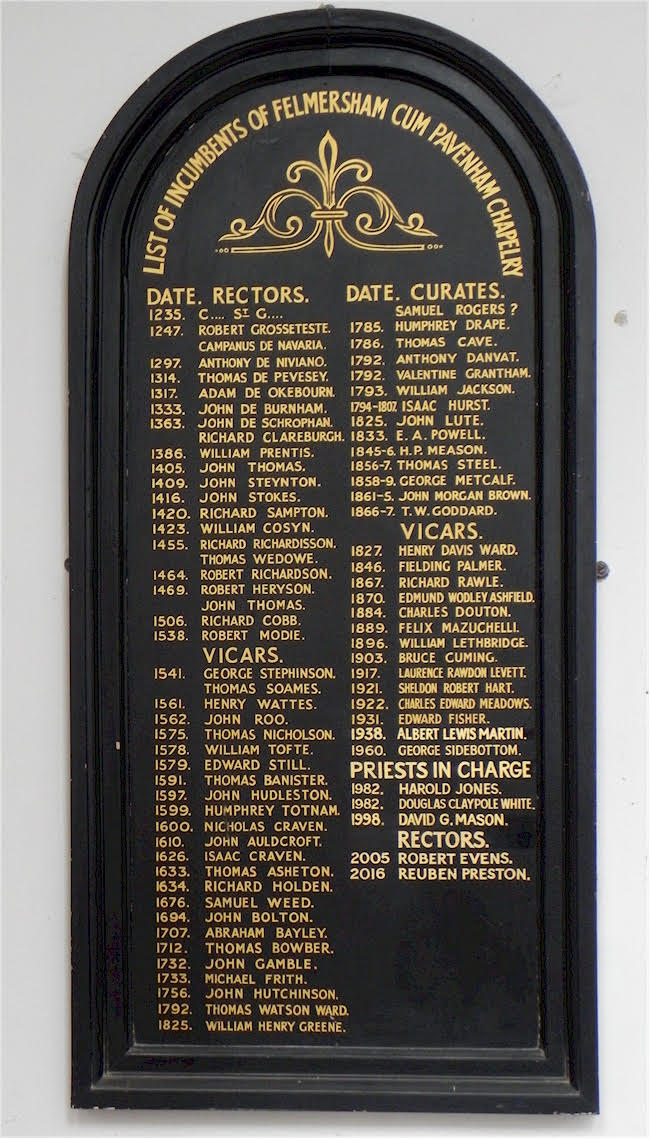 LIST OF INCUMBENTS OF FELMERSHAM CUM PAVENHAM CHAPELRY
DATE. RECTORS.
1235. C.... ST G....
1247. ROBERT GROSSETESTE.
CAMPANUS DE NAVARIA.
1297. ANTHONY DE NIVIANO.
1314. THOMAS DE PEVESEY.
1317. ADAM DE OKEBOURN.
1333. JOHN DE BURNHAM.
1363. JOHN DE SCHROPHAN.
RICHARD CLAREBURGH.
1386. WILLIAM PRENTIS.
1405. JOHN THOMAS.
1409. JOHN STEYNTON.
1416. JOHN STOKES.
1420. RICHARD SAMPTON.
1423. WILLIAM COSYN.
1455. RICHARD RICHARDISSON.
THOMAS WEDOWE.
1464. ROBERT RICHARDSON.
1469. ROBERT HERYSON.
JOHN THOMAS.
1506. RICHARD COBB.
1538. ROBERT MODIE.
VICARS.
1541. GEORGE STEPHINSON.
THOMAS SOAMES.
1561. HENRY WATTES.
1562. JOHN ROO.
1575. THOMAS NICHOLSON.
1578. WILLIAM TOFTE.
1579. EDWARD STILL.
1591. THOMAS BANISTER.
1597. JOHN HUDLESTON.
1599. HUMPHREY TOTNAM.
1600. NICHOLAS CRAVEN.
1610. JOHN AULDCROFT.
1626. ISAAC CRAVEN.
1633. THOMAS ASHETON.
1634. RICHARD HOLDEN.
1676. SAMUEL WEED.
1694. JOHN BOLTON.
1707. ABRAHAM BAYLEY.
1712. THOMAS BOWBER.
1732. JOHN GAMBLE.
1733. MICHAEL FRITH.
1756. JOHN HUTCHINSON.
1792. THOMAS WATSON WARD.
1825. WILLIAM HENRY GREENE.
DATE. CURATES.
SAMUEL ROGERS ?
1785. HUMPHREY DRAPE.
1786. THOMAS CAVE.
1792. ANTHONY DANVAT.
1792. VALENTINE GRANTHAM.
1793. WILLIAM JACKSON.
1794-1807. ISAAC HURST.
1825. JOHN LUTE.
1833. E. A. POWELL.
1845-6. H.P. MEASON.
1856-7. THOMAS STEEL.
1858-9. GEORGE METCALF.
1861-5. JOHN MORGAN BROWN.
1866-7. T.W. GODDARD.
VICARS.
1827. HENRY DAVIS WARD.
1846. FIELDING PALMER.
1867. RICHARD RAWLE.
1870. EDMUND WODLEY ASHFIELD.
1884. CHARLES DOUTON.
1889. FELIX MAZUCHELLI.
1896. WILLIAM LETHBRIDGE.
1903. BRUCE CUMING.
1917. LAURENCE RAWDON LEVETT.
1921. SHELDON ROBERT HART.
1922. CHARLES EDWARD MEADOWS.
1931. EDWARD FISHER.
1938. ALBERT LEWIS MARTIN.
1960. GEORGE SIDEBOTTOM.
PRIESTS IN CHARGE
1982. HAROLD JONES.
1982. DOUGLAS CLAYPOLE WHITE.
1998. DAVID G. MASON.
RECTORS.
2005 ROBERT EVENS.
2016 REUBEN PRESTON.